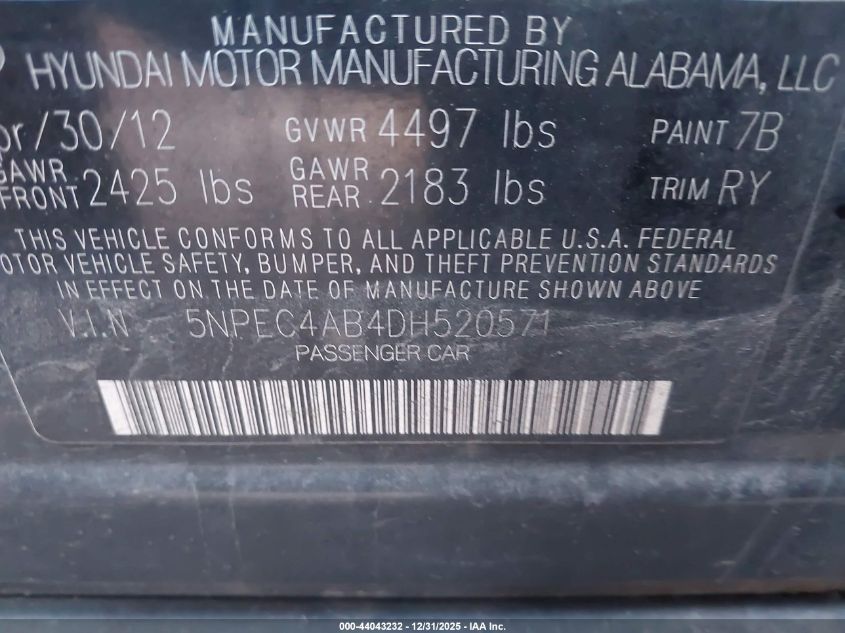 MANUFACTURED BY
HYUNDAI MOTOR MANUFACTURING ALABAMA, LLC
pr/30/12 GVWR 4497 lbs PAINT 7B
GAWR FRONT 2425 lbs GAWR REAR 2183 lbs TRIM RY
THIS VEHICLE CONFORMS TO ALL APPLICABLE U.S.A. FEDERAL
OTOR VEHICLE SAFETY, BUMPER, AND THEFT PREVENTION STANDARDS
IN EFFECT ON THE DATE OF MANUFACTURE SHOWN ABOVE
V.I.N 5NPEC4AB4DH520571
PASSENGER CAR
000-44043232 - 12/31/2025 - IAA Inc.